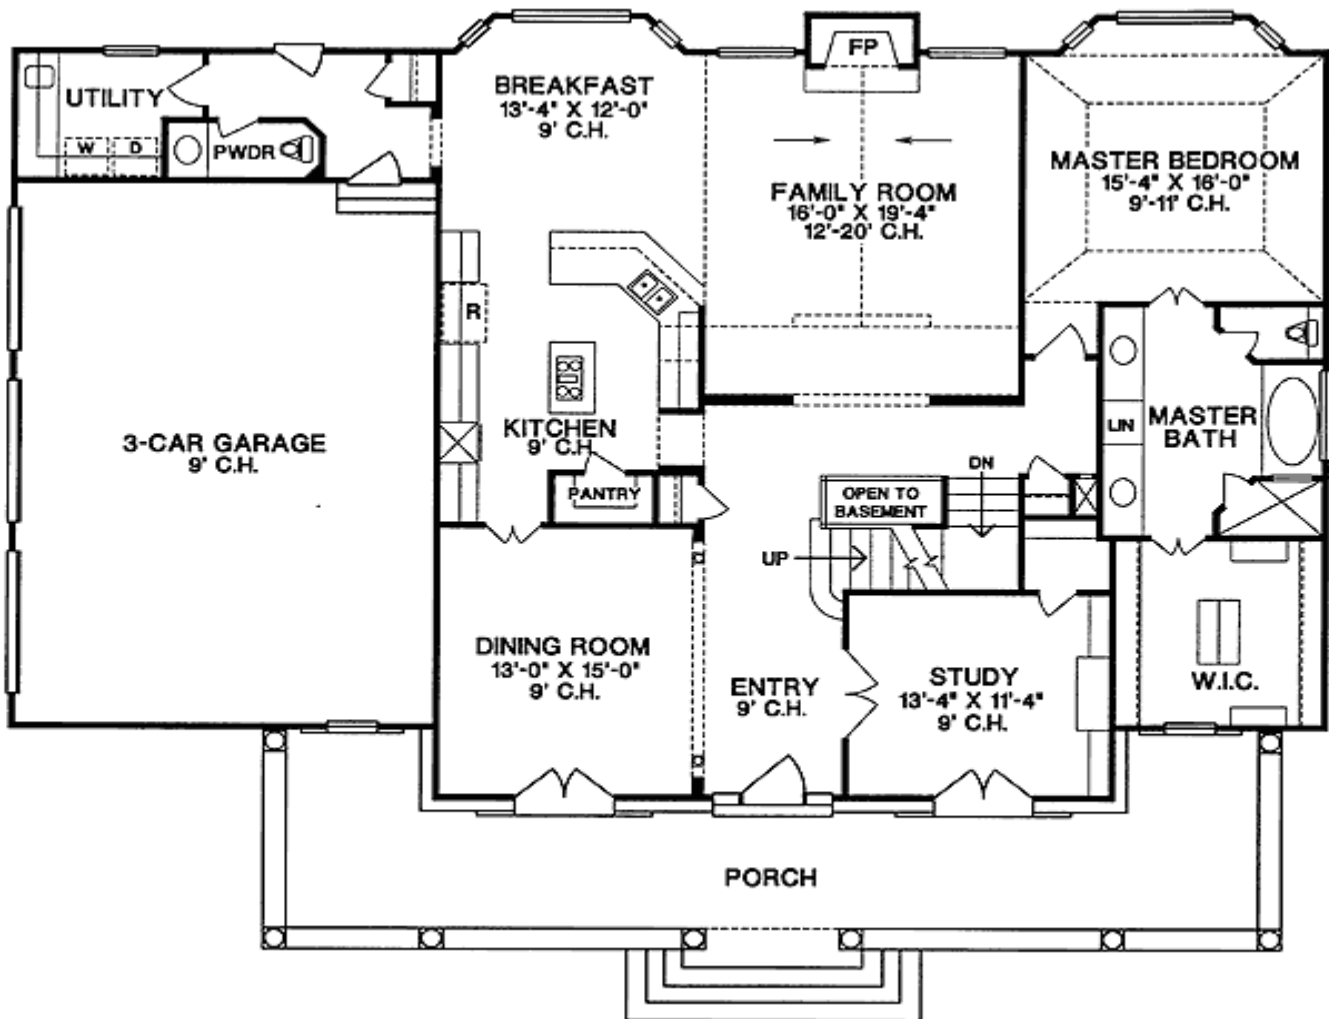 FP
BREAKFAST
13'-4" X 12'-0"
9' C.H.
UTILITY
W
D
PWDR
FAMILY ROOM
16'-0" X 19'-4"
12'-20' C.H.
MASTER BEDROOM
15'-4" X 16'-0"
9'-11' C.H.
R
KITCHEN
9' C.H
3-CAR GARAGE
9' C.H.
LIN
MASTER
BATH
PANTRY
DN
OPEN TO
BASEMENT
UP
DINING ROOM
13'-0" X 15'-0"
9' C.H.
ENTRY
9' C.H.
STUDY
13'-4" X 11'-4"
9' C.H.
W.I.C.
PORCH